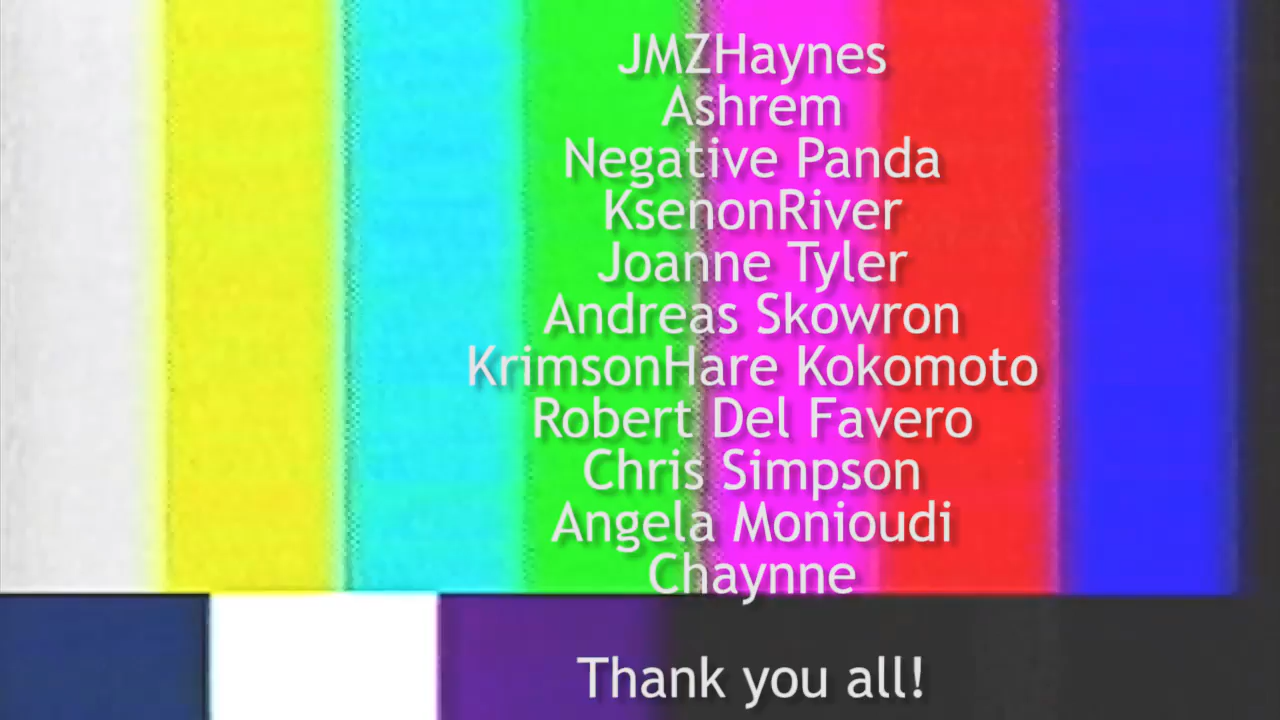 JMZHaynes
Ashrem
Negative Panda
KsenonRiver
Joanne Tyler
Andreas Skowron
KrimsonHare Kokomoto
Robert Del Favero
Chris Simpson
Angela Monioudi
Chaynne
Thank you all!